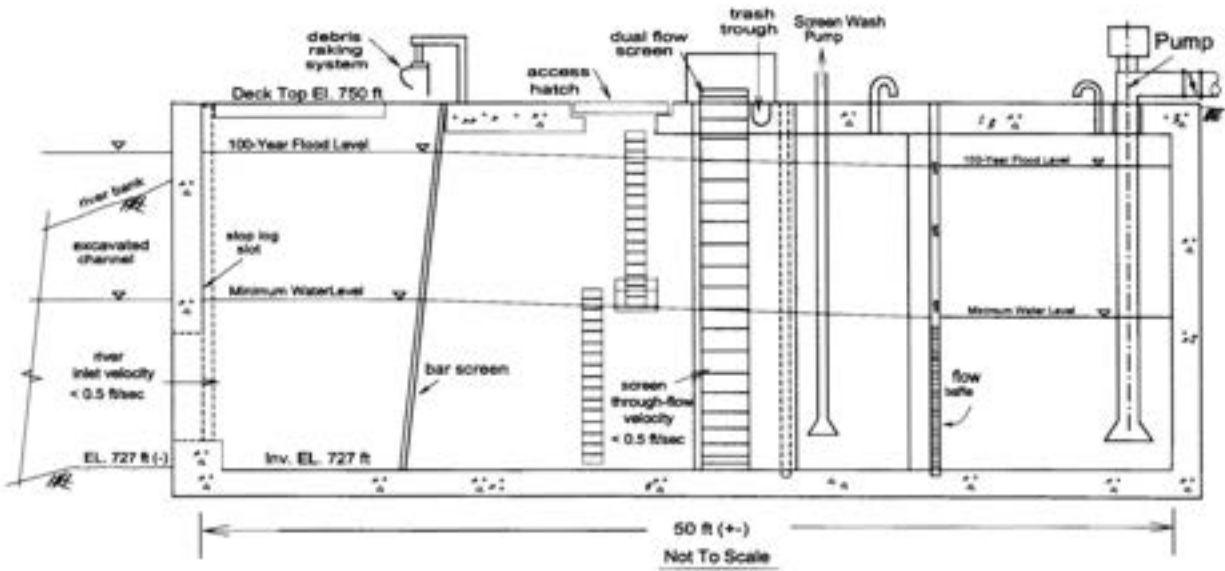 debris
raking
system
access
hatch
dual flow
screen
trash
trough
Screen Wash
Pump
Pump
Deck Top El. 750 ft
100-Year Flood Level
100-Year Flood Level
river bank
excavated
channel
stop log
slot
Minimum WaterLevel
Minimum Water Level
river
inlet velocity
< 0.5 ft/sec
bar screen
screen
through-flow
velocity
< 0.5 ft/sec
flow
baffle
EL. 727 ft (-)
Inv. EL. 727 ft
50 ft (+-)
Not To Scale